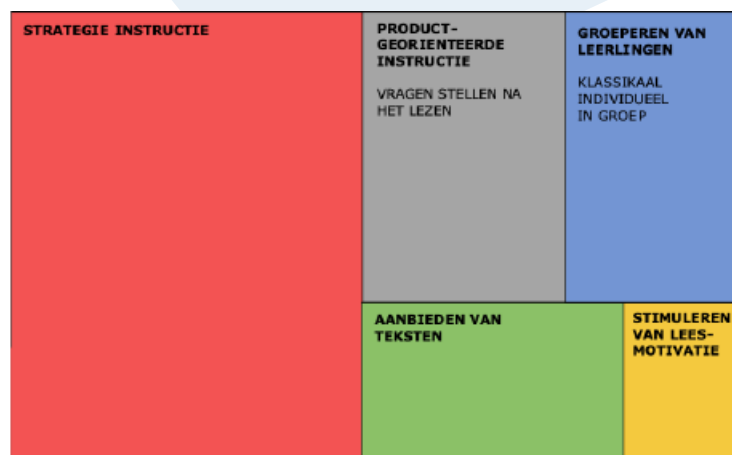 STRATEGIE INSTRUCTIE
PRODUCT-
GEORIENTEERDE
INSTRUCTIE
VRAGEN STELLEN NA
HET LEZEN
GROEPEREN VAN
LEERLINGEN
KLASSIKAAL
INDIVIDUEEL
IN GROEP
AANBIEDEN VAN
TEKSTEN
STIMULEREN
VAN LEES-
MOTIVATIE